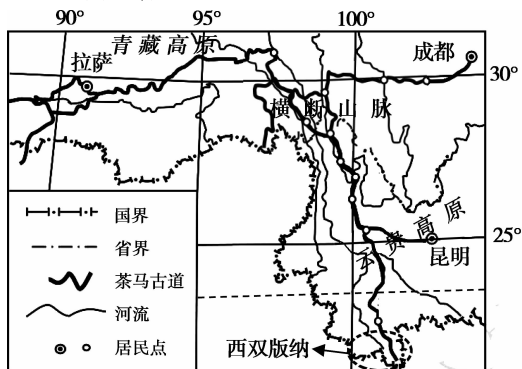 90° 95° 100°
青藏高原
成都
拉萨
30°
横断山脉
国界
云贵高原
省界
25°
昆明
茶马古道
河流
西双版纳
居民点